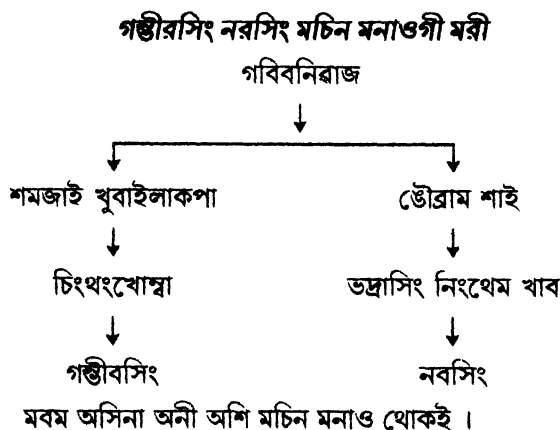 গম্ভীরসিং নরসিং মচিন মনাওগী মরী
গবিবনিৱাজ
শমজাই খুবাইলাকপা ঙৌব্রাম শাই
চিংথংখোম্বা ভদ্রাসিং নিংথেম খাব
গম্ভীবসিং নবসিং
মবম অসিনা অনী অশি মচিন মনাও থোকই ।